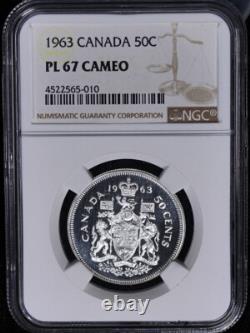 1963 CANADA 50C
PL 67 CAMEO
4522565-010
NGC
NUMISMATIC GUARANTY CORPORATION
19 63
CANADA
50 CENTS